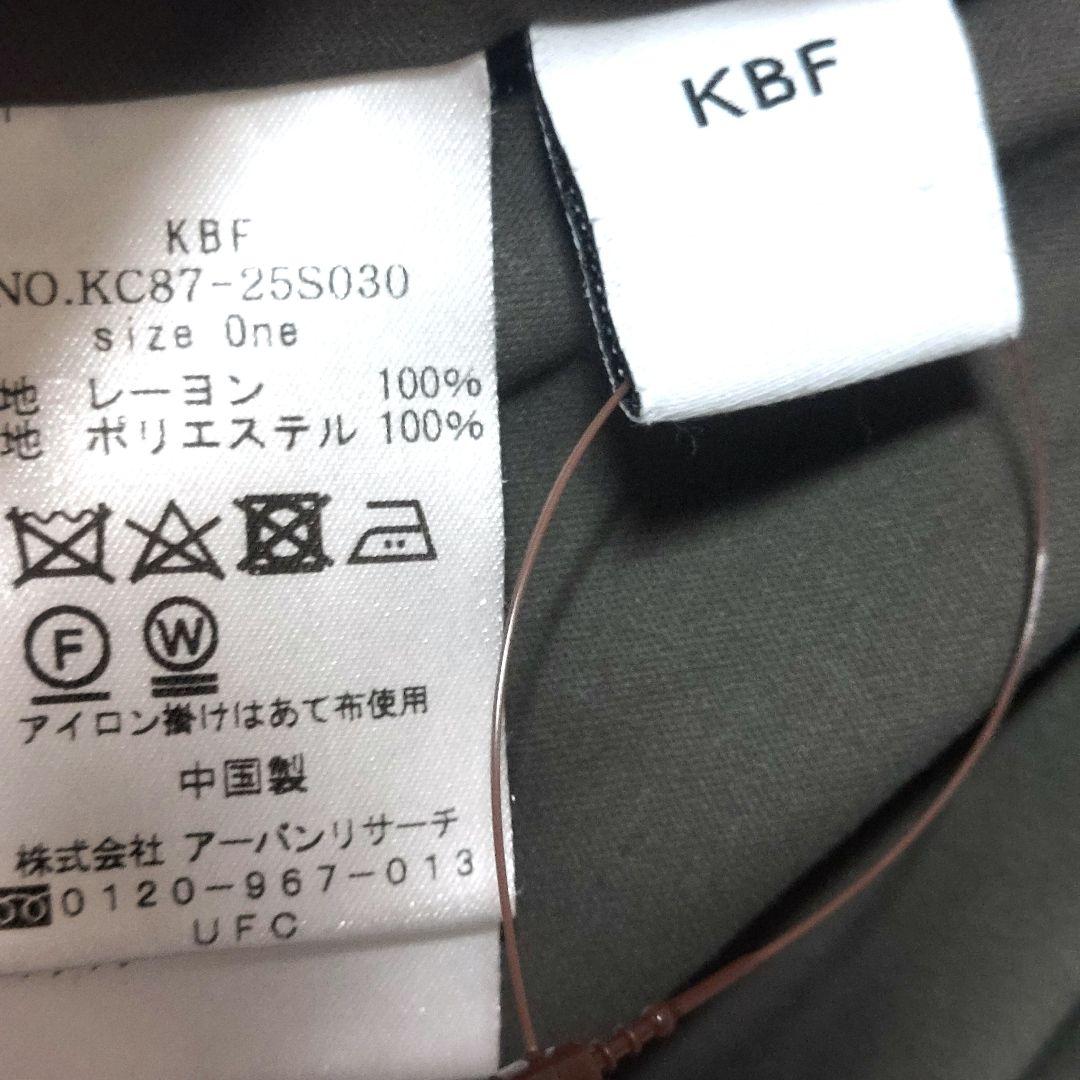 KBF
KBF
NO.KC87-25S030
size One
地 レーヨン 100%
地 ポリエステル 100%
F W
アイロン掛けはあて布使用
中国製
株式会社 アーバンリサーチ
0120-967-013
UFC